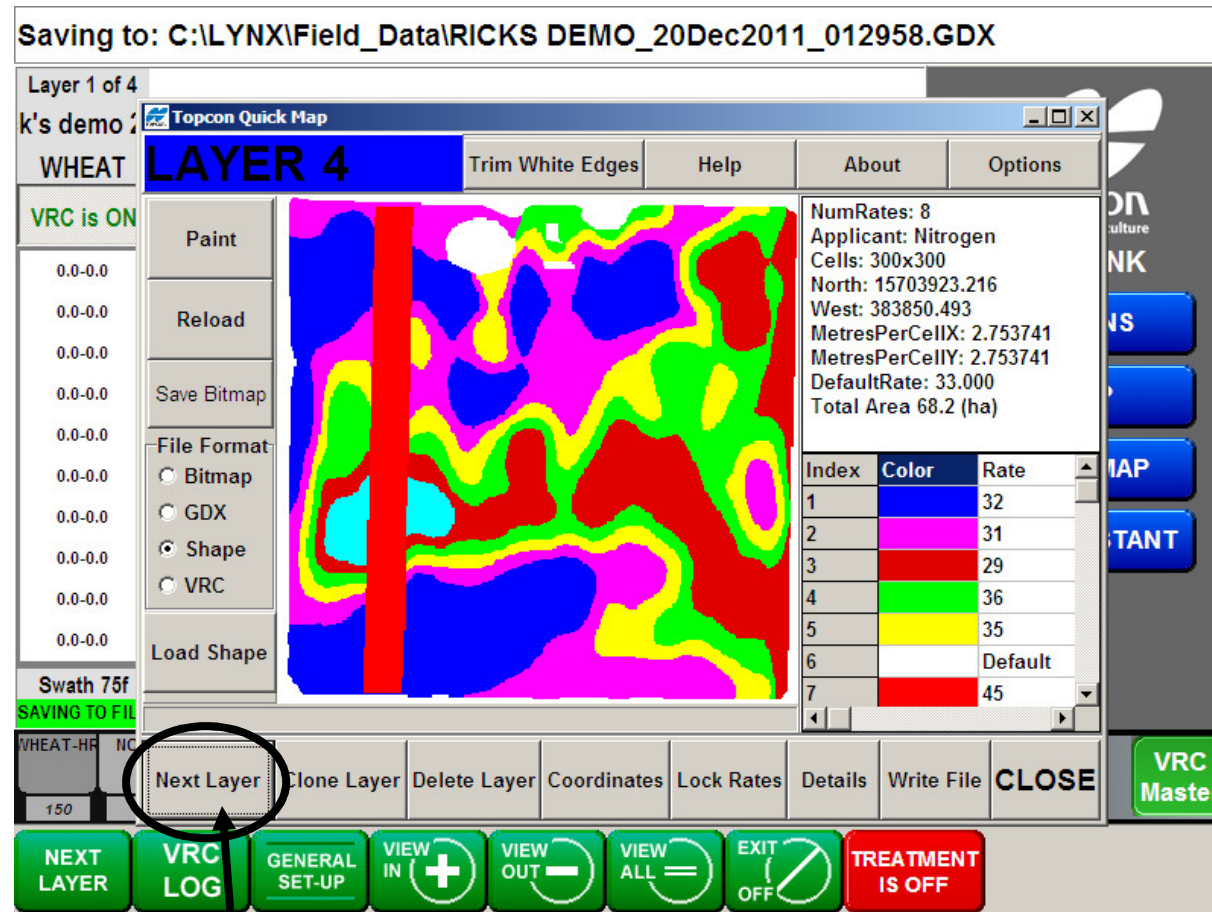 Saving to: C:\LYNX\Field_Data\RICKS DEMO_20Dec2011_012958.GDX
Layer 1 of 4
k's demo
WHEAT
VRC is ON
0.0-0.0
0.0-0.0
0.0-0.0
0.0-0.0
0.0-0.0
0.0-0.0
0.0-0.0
0.0-0.0
0.0-0.0
0.0-0.0
Swath 75f
SAVING TO FIL
WHEAT-HR NO
150
Topcon Quick Map
LAYER 4
Trim White Edges
Help
About
Options
Paint
Reload
Save Bitmap
File Format
Bitmap
GDX
Shape
VRC
Load Shape
NumRates: 8
Applicant: Nitrogen
Cells: 300x300
North: 15703923.216
West: 383850.493
MetresPerCellX: 2.753741
MetresPerCellY: 2.753741
DefaultRate: 33.000
Total Area 68.2 (ha)
Index Color Rate
1 32
2 31
3 29
4 36
5 35
6 Default
7 45
Next Layer
Clone Layer
Delete Layer
Coordinates
Lock Rates
Details
Write File
CLOSE
on
culture
NK
NS
MAP
STANT
VRC
Maste
NEXT
LAYER
VRC
LOG
GENERAL
SET-UP
VIEW
IN
VIEW
OUT
VIEW
ALL
EXIT
OFF
TREATMENT
IS OFF